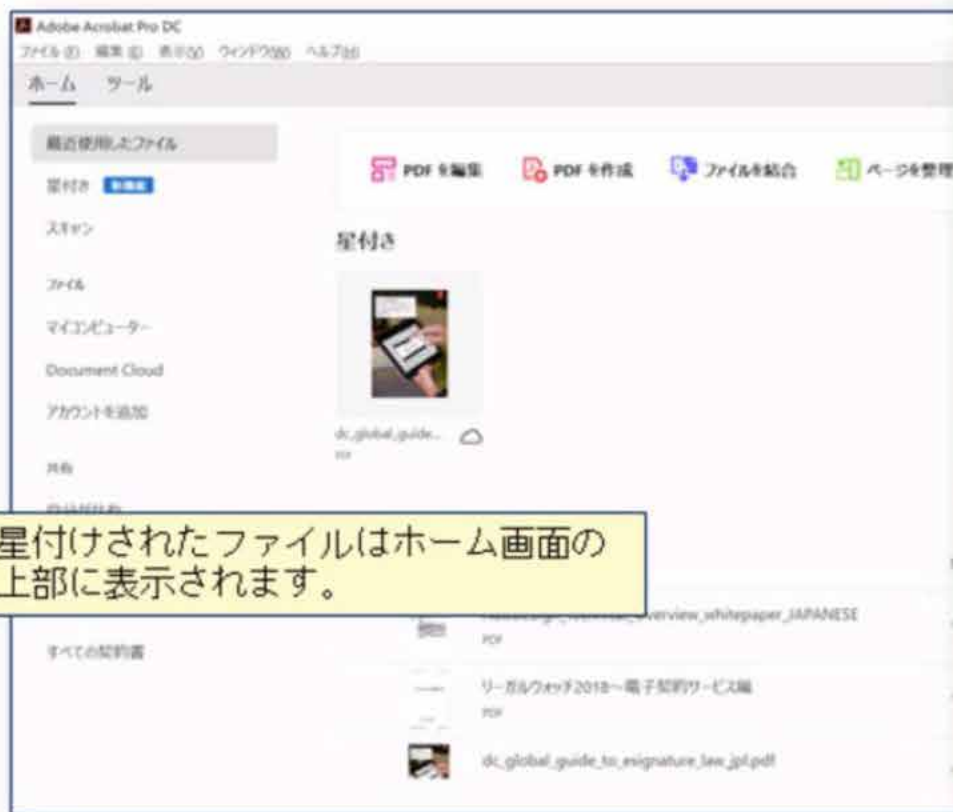 Adobe Acrobat Pro DC
ファイル(F) 編集(E) 表示(V) ウィンドウ(W) ヘルプ(H)
ホーム ツール
最近使用したファイル
星付き 新機能
スキャン
ファイル
マイコンピューター
Document Cloud
アカウントを追加
共有
PDF を編集 PDF を作成 ファイルを結合 ページを整理
星付き
dc_global_guide...
PDF
星付けされたファイルはホーム画面の
上部に表示されます。
すべての契約書
overview_whitepaper_JAPANESE
PDF
リーガルウォッチ2018〜電子契約サービス編
PDF
dc_global_guide_to_esignature_law_jpl.pdf